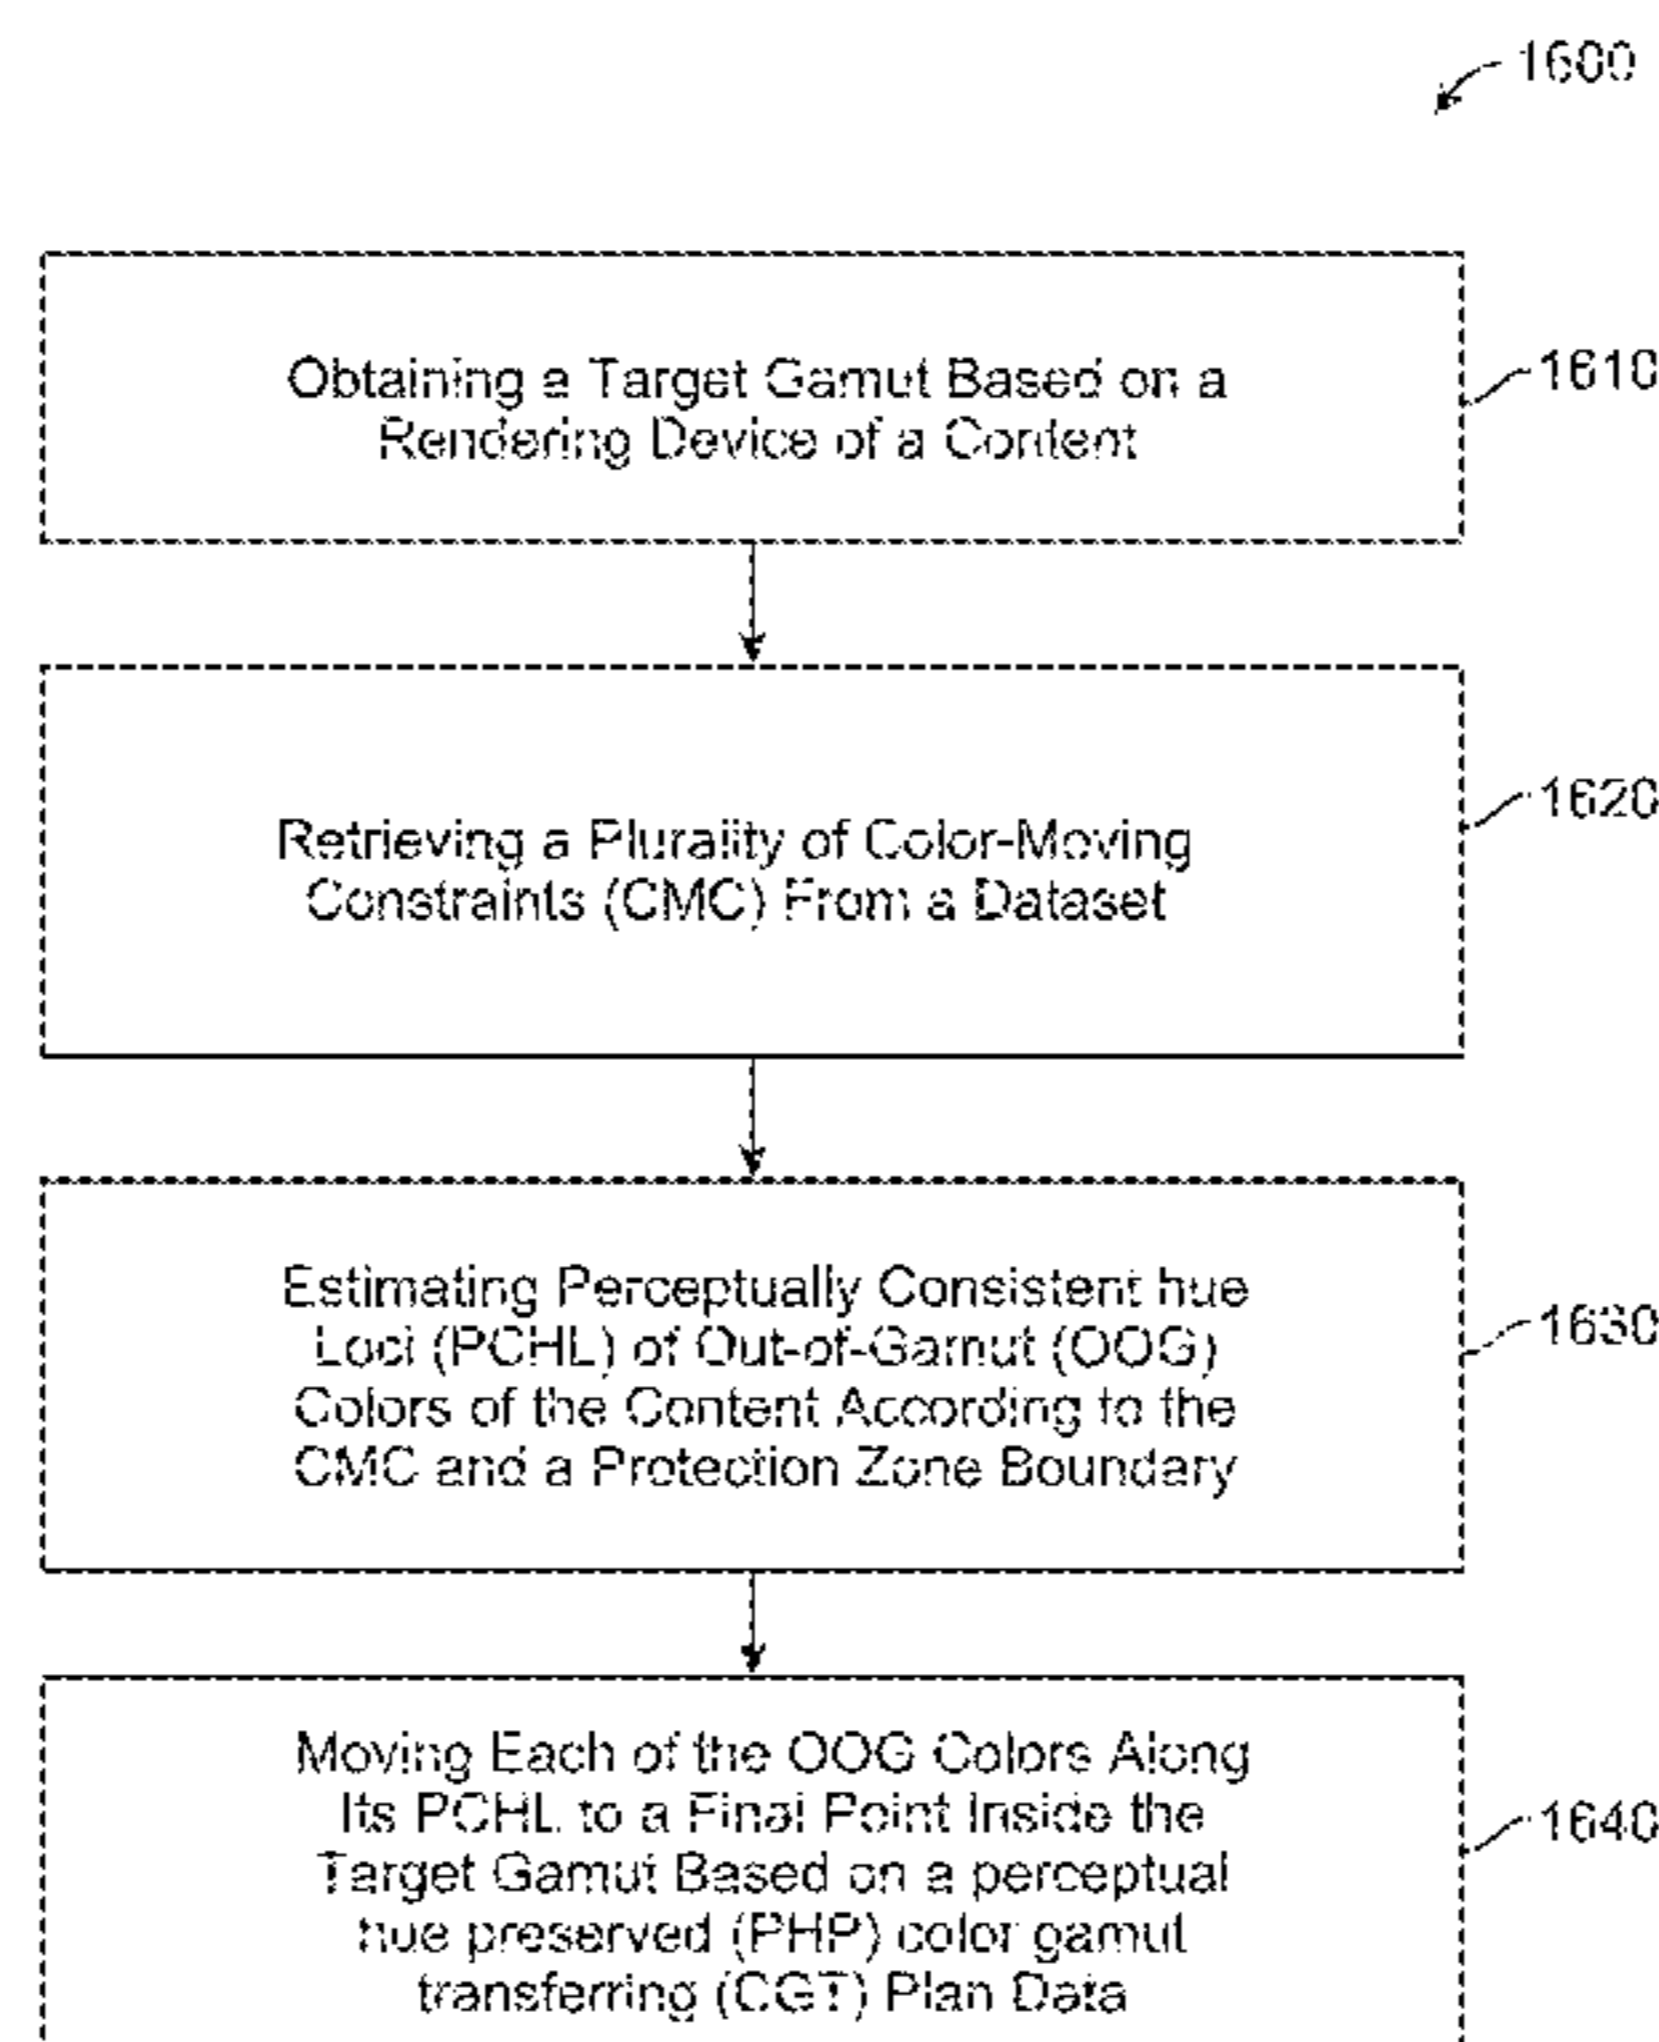 1600
Obtaining a Target Gamut Based on a
Rendering Device of a Content
1610
Retrieving a Plurality of Color-Moving
Constraints (CMC) From a Dataset
1620
Estimating Perceptually Consistent hue
Loci (PCHL) of Out-of-Gamut (OOG)
Colors of the Content According to the
CMC and a Protection Zone Boundary
1630
Moving Each of the OOG Colors Along
Its PCHL to a Final Point Inside the
Target Gamut Based on a perceptual
hue preserved (PHP) color gamut
transferring (CGT) Plan Data
1640